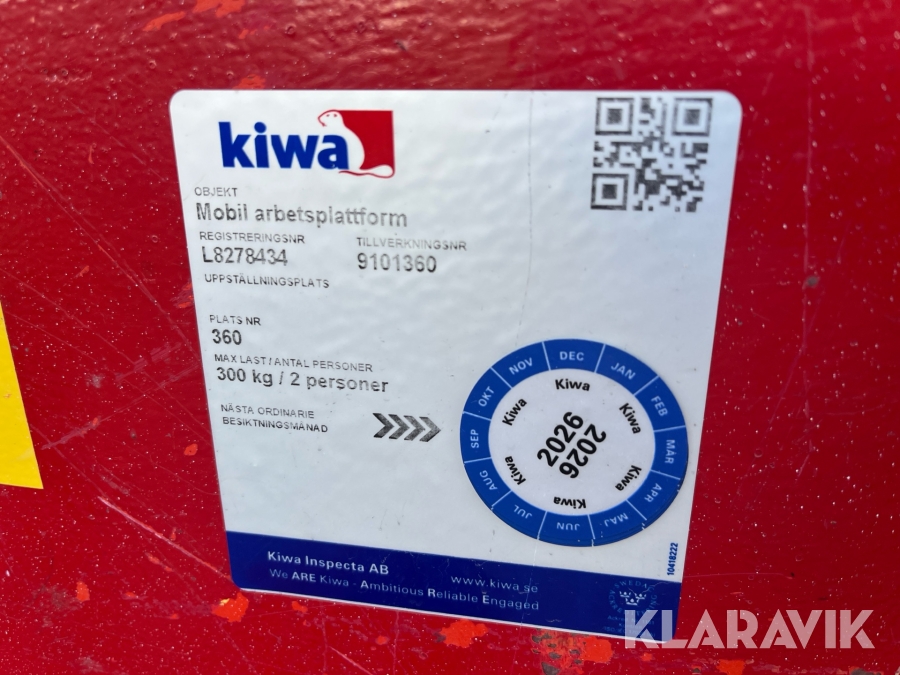 kiwa
OBJEKT
Mobil arbetsplattform
REGISTRERINGSNR TILLVERKNINGSNR
L8278434 9101360
UPPSTÄLLNINGSPLATS
PLATS NR
360
MAX LAST / ANTAL PERSONER
300 kg / 2 personer
NÄSTA ORDINARIE
BESIKTNINGSMÅNAD
JAN
FEB
MAR
APR
MAJ
JUN
JUL
AUG
SEP
OKT
NOV
DEC
Kiwa
Kiwa
Kiwa
Kiwa
Kiwa
Kiwa
2026
2026
10418222
Kiwa Inspecta AB www.kiwa.se
We ARE Kiwa - Ambitious Reliable Engaged
KLARAVIK